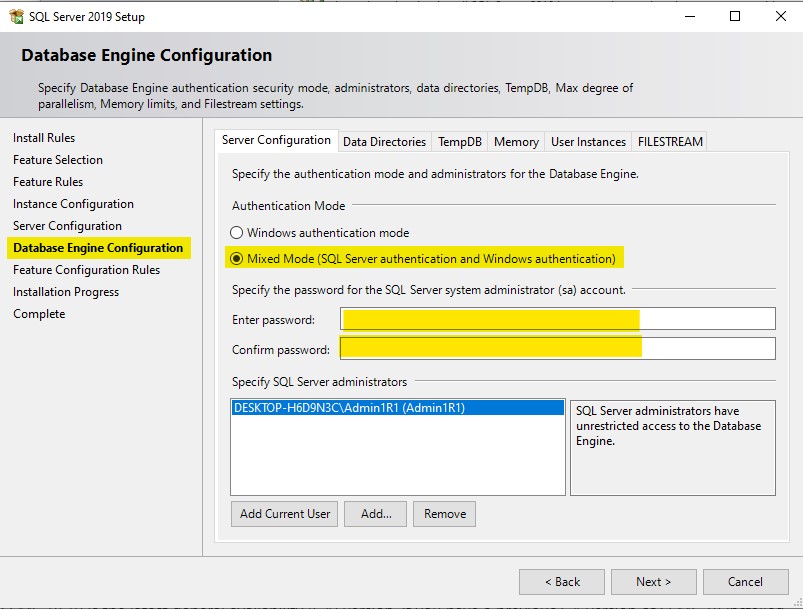 SQL Server 2019 Setup
Database Engine Configuration
Specify Database Engine authentication security mode, administrators, data directories, TempDB, Max degree of
parallelism, Memory limits, and Filestream settings.
Install Rules
Feature Selection
Feature Rules
Instance Configuration
Server Configuration
Database Engine Configuration
Feature Configuration Rules
Installation Progress
Complete
Server Configuration Data Directories TempDB Memory User Instances FILESTREAM
Specify the authentication mode and administrators for the Database Engine.
Authentication Mode
Windows authentication mode
Mixed Mode (SQL Server authentication and Windows authentication)
Specify the password for the SQL Server system administrator (sa) account.
Enter password:
Confirm password:
Specify SQL Server administrators
DESKTOP-H6D9N3C\Admin1R1 (Admin1R1)
SQL Server administrators have
unrestricted access to the Database
Engine.
Add Current User Add... Remove
< Back Next > Cancel